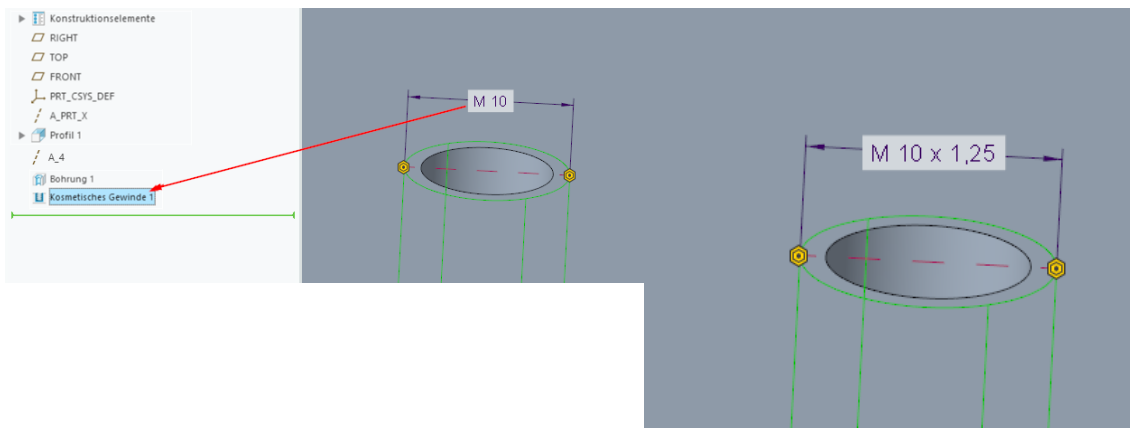 Konstruktionselemente
RIGHT
TOP
FRONT
PRT_CSYS_DEF
A_PRT_X
Profil 1
A_4
Bohrung 1
Kosmetisches Gewinde 1
M 10
M 10 x 1,25